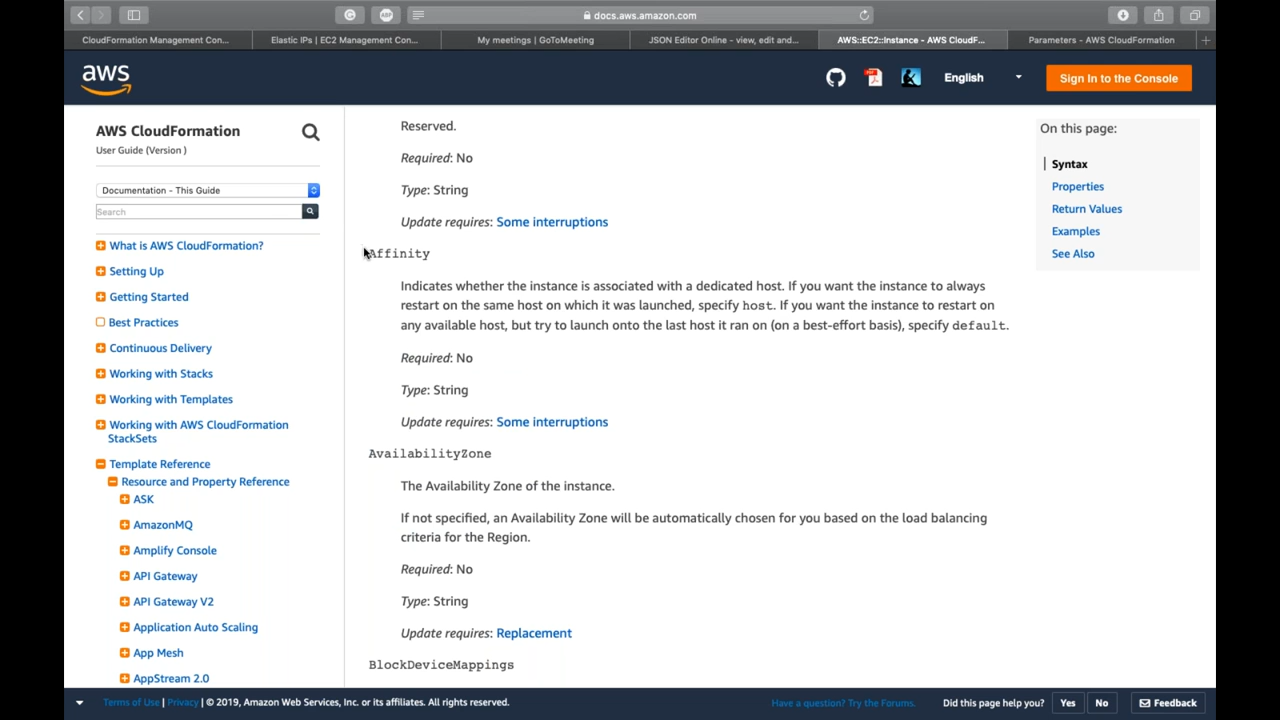 docs.aws.amazon.com
CloudFormation Management Con...
Elastic IPs | EC2 Management Con...
My meetings | GoToMeeting
JSON Editor Online - view, edit and...
AWS::EC2::Instance - AWS CloudF...
Parameters - AWS CloudFormation
aws
English
Sign In to the Console
AWS CloudFormation
User Guide (Version )
Documentation - This Guide
Search
What is AWS CloudFormation?
Setting Up
Getting Started
Best Practices
Continuous Delivery
Working with Stacks
Working with Templates
Working with AWS CloudFormation
StackSets
Template Reference
Resource and Property Reference
ASK
AmazonMQ
Amplify Console
API Gateway
API Gateway V2
Application Auto Scaling
App Mesh
AppStream 2.0
Reserved.
Required: No
Type: String
Update requires: Some interruptions
Affinity
Indicates whether the instance is associated with a dedicated host. If you want the instance to always
restart on the same host on which it was launched, specify host. If you want the instance to restart on
any available host, but try to launch onto the last host it ran on (on a best-effort basis), specify default.
Required: No
Type: String
Update requires: Some interruptions
AvailabilityZone
The Availability Zone of the instance.
If not specified, an Availability Zone will be automatically chosen for you based on the load balancing
criteria for the Region.
Required: No
Type: String
Update requires: Replacement
BlockDeviceMappings
On this page:
Syntax
Properties
Return Values
Examples
See Also
Terms of Use | Privacy | © 2019, Amazon Web Services, Inc. or its affiliates. All rights reserved.
Have a question? Try the Forums.
Did this page help you?
Yes
No
Feedback